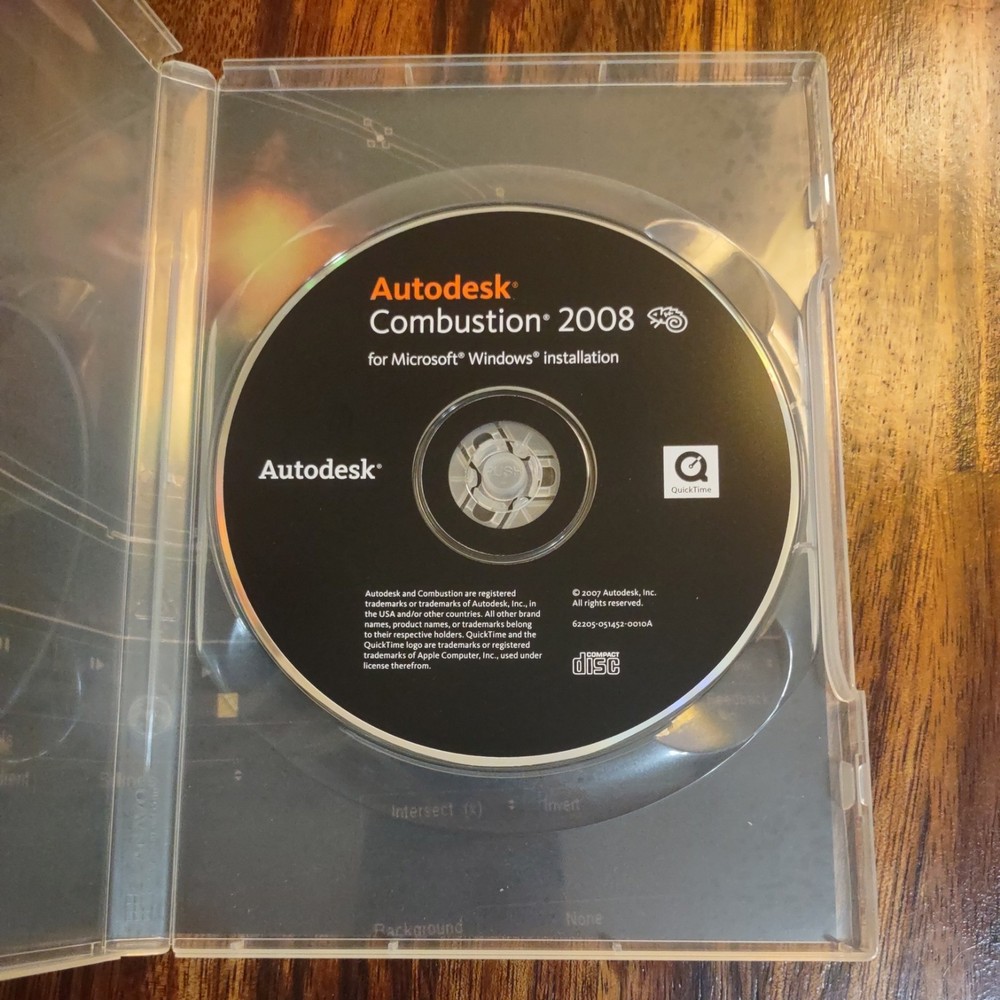 Autodesk®
Combustion® 2008
for Microsoft® Windows® installation
Autodesk®
QuickTime
Autodesk and Combustion are registered
trademarks or trademarks of Autodesk, Inc., in
the USA and/or other countries. All other brand
names, product names, or trademarks belong
to their respective holders. QuickTime and the
QuickTime logo are trademarks or registered
trademarks of Apple Computer, Inc., used under
license therefrom.
© 2007 Autodesk, Inc.
All rights reserved.
62205-051452-0010A
COMPACT
disc
Intersect (%) Invert
Background None